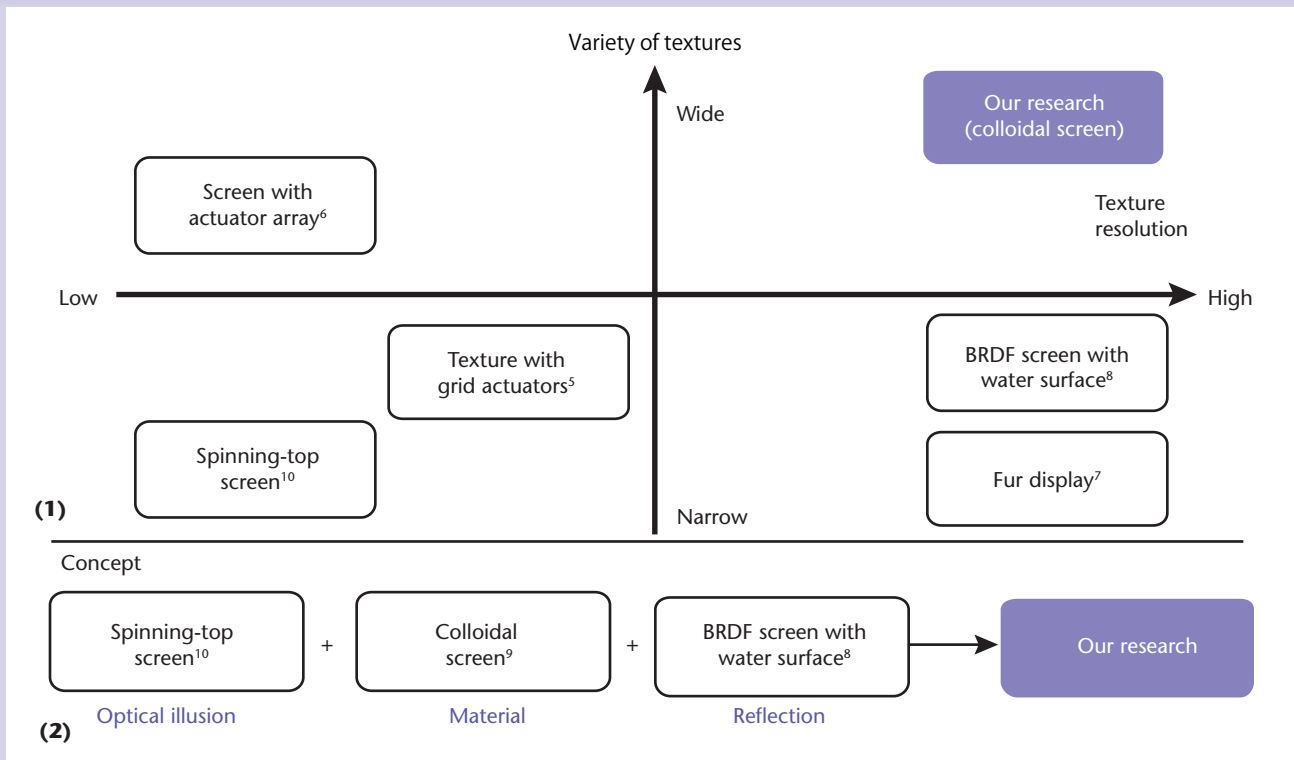 Variety of textures
Wide
Our research
(colloidal screen)
Screen with
actuator array⁶
Texture
resolution
Low
High
Texture with
grid actuators⁵
BRDF screen with
water surface⁸
Spinning-top
screen¹⁰
Fur display⁷
(1)
Narrow
Concept
Spinning-top
screen¹⁰
+
Colloidal
screen⁹
+
BRDF screen with
water surface⁸
Our research
Optical illusion
Material
Reflection
(2)